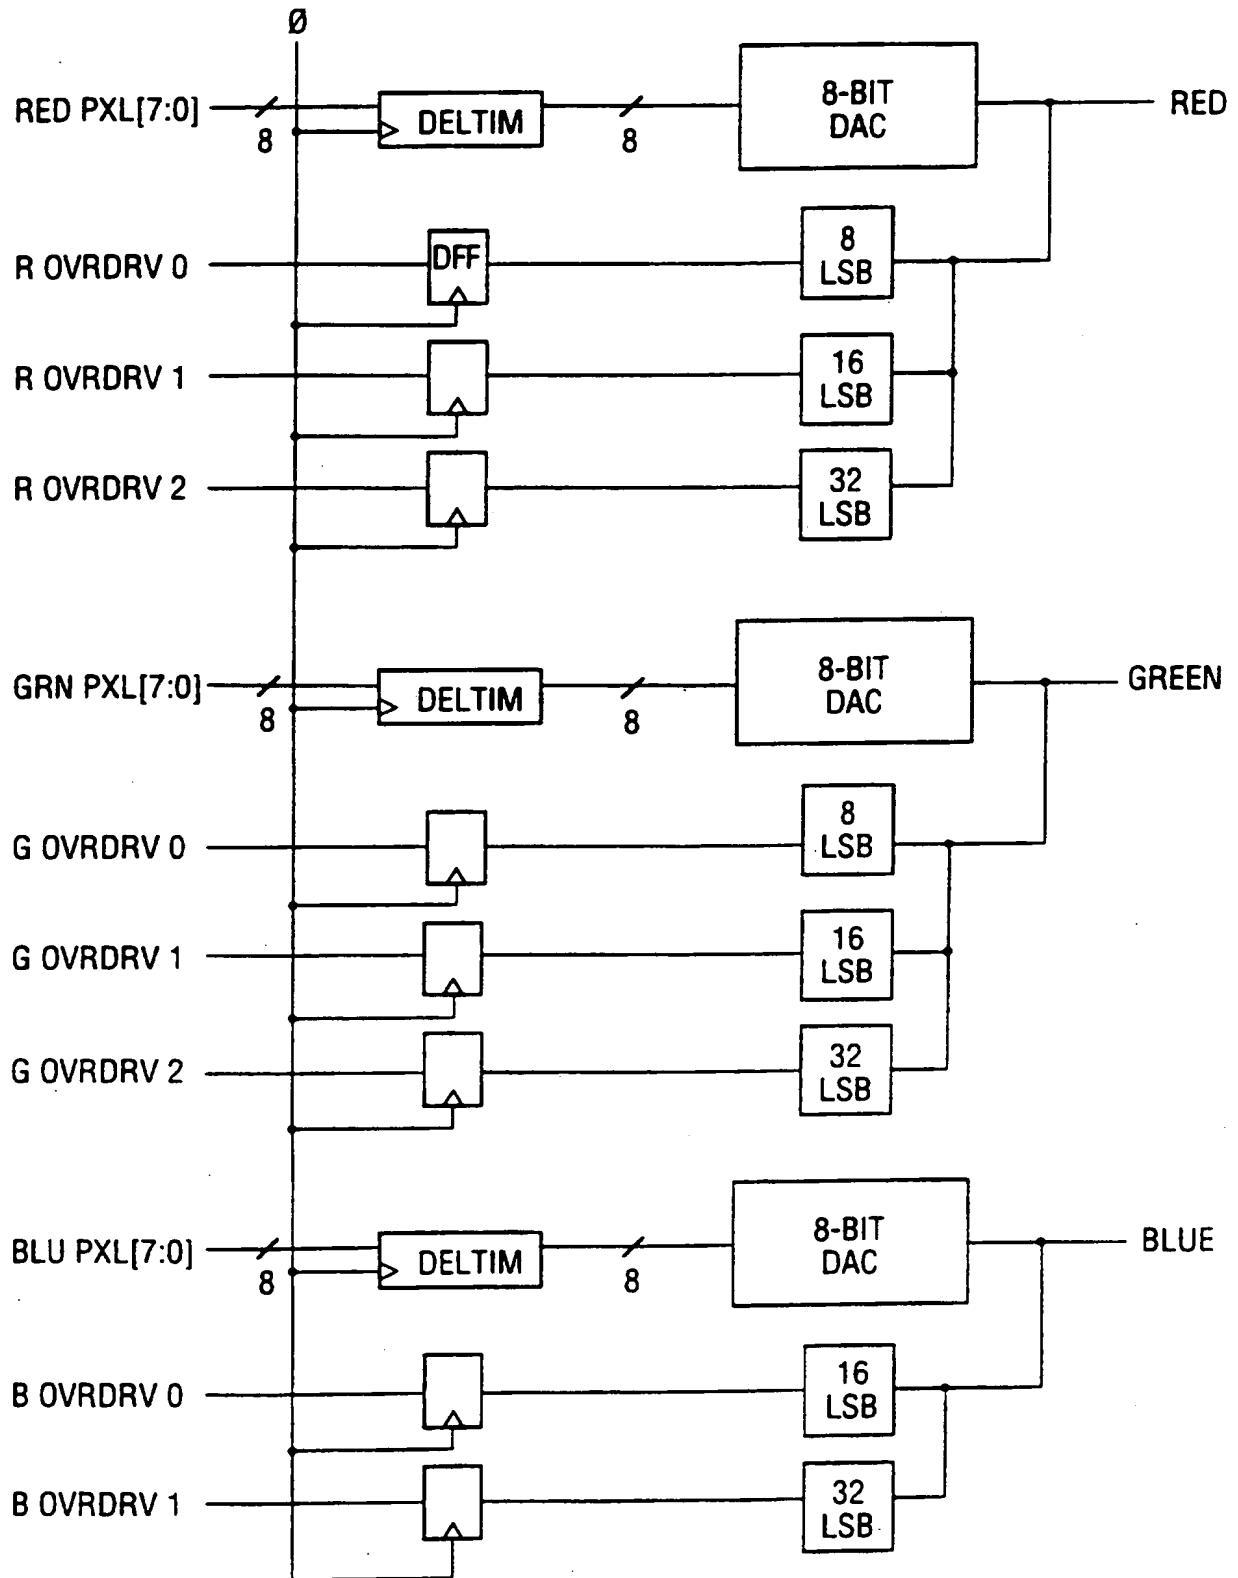 Ø
RED PXL[7:0]
8
DELTIM
8
8-BIT
DAC
RED
R OVRDRV 0
DFF
8
LSB
R OVRDRV 1
16
LSB
R OVRDRV 2
32
LSB
GRN PXL[7:0]
8
DELTIM
8
8-BIT
DAC
GREEN
G OVRDRV 0
8
LSB
G OVRDRV 1
16
LSB
G OVRDRV 2
32
LSB
BLU PXL[7:0]
8
DELTIM
8
8-BIT
DAC
BLUE
B OVRDRV 0
16
LSB
B OVRDRV 1
32
LSB